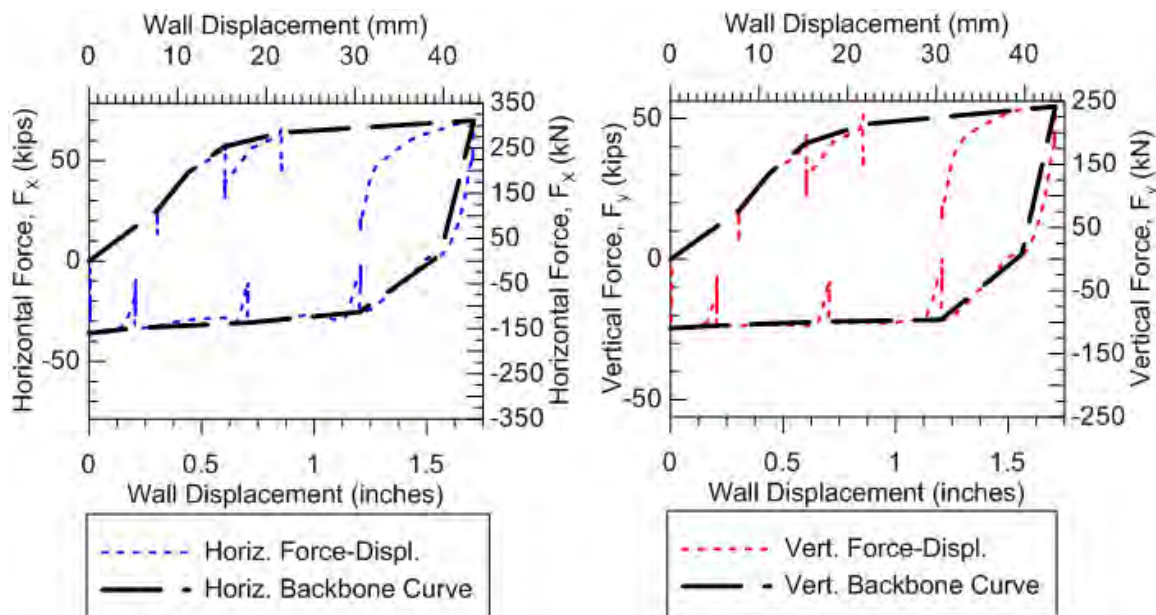 Wall Displacement (mm)
0 10 20 30 40
Horizontal Force, Fx (kips)
50
0
-50
350
250
150
50
-50
-150
-250
-350
Horizontal Force, Fx (kN)
0 0.5 1 1.5
Wall Displacement (inches)
Horiz. Force-Displ.
Horiz. Backbone Curve
Wall Displacement (mm)
0 10 20 30 40
Vertical Force, Fy (kips)
50
0
-50
250
150
50
-50
-150
-250
Vertical Force, Fy (kN)
0 0.5 1 1.5
Wall Displacement (inches)
Vert. Force-Displ.
Vert. Backbone Curve